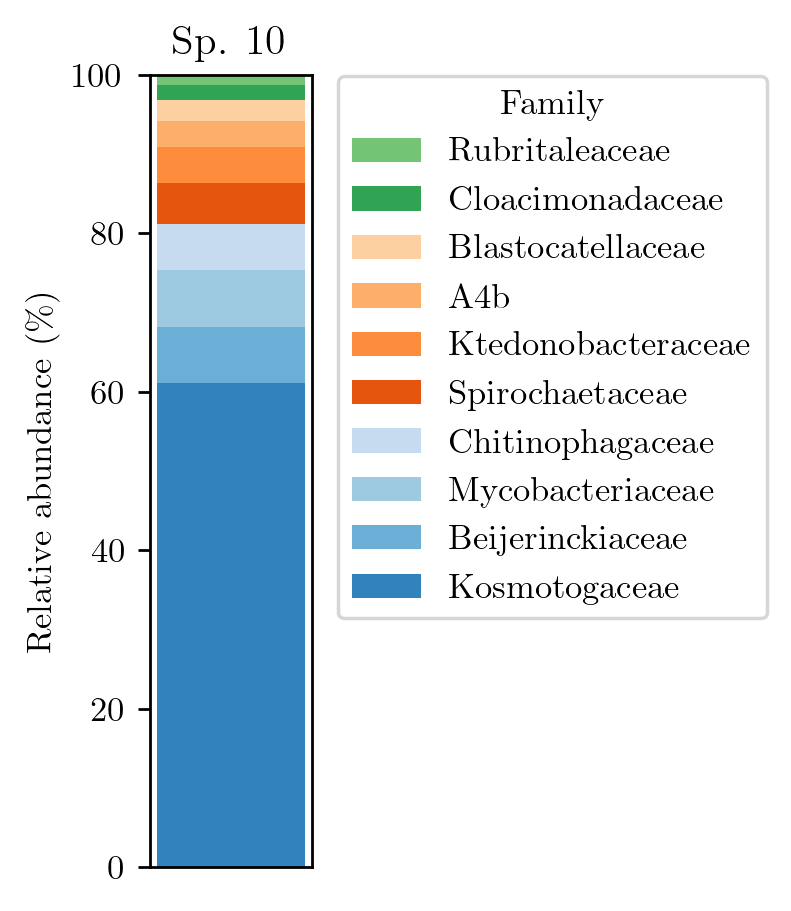 Sp. 10
Relative abundance (%)
100
80
60
40
20
0
Family
Rubritaleaceae
Cloacimonadaceae
Blastocatellaceae
A4b
Ktedonobacteraceae
Spirochaetaceae
Chitinophagaceae
Mycobacteriaceae
Beijerinckiaceae
Kosmotogaceae